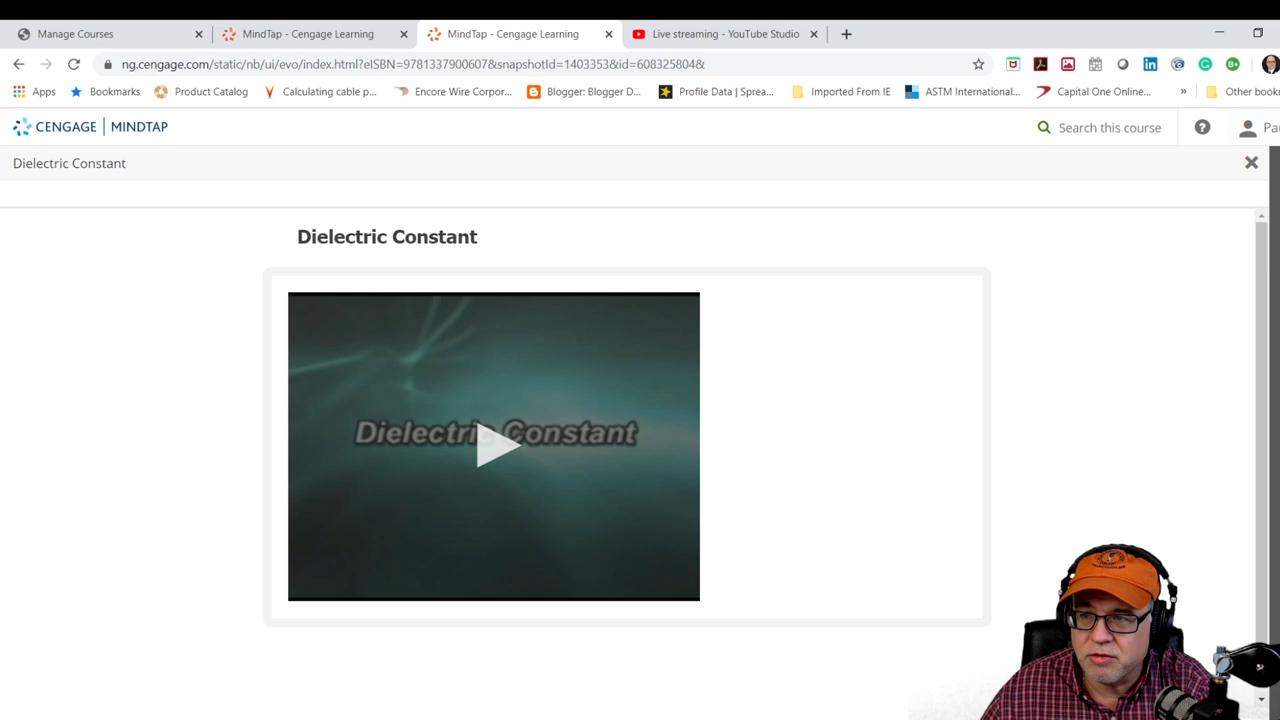 Manage Courses
MindTap - Cengage Learning
MindTap - Cengage Learning
Live streaming - YouTube Studio
ng.cengage.com/static/nb/ui/evo/index.html?eISBN=9781337900607&snapshotId=1403353&id=608325804&
Apps Bookmarks Product Catalog Calculating cable p... Encore Wire Corpor... Blogger: Blogger D... Profile Data | Sprea... Imported From IE ASTM International... Capital One Online... » Other bookm
CENGAGE | MINDTAP
Search this course
Pau
Dielectric Constant
Dielectric Constant
Dielectric Constant